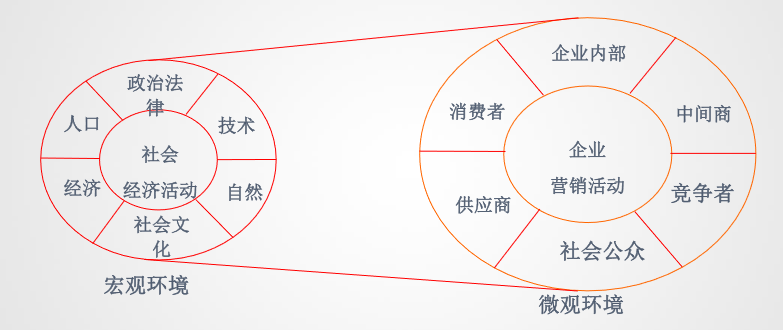 政治法
律
人口
技术
社会
经济活动
经济
自然
社会文
化
宏观环境
企业内部
消费者
中间商
企业
营销活动
供应商
竞争者
社会公众
微观环境